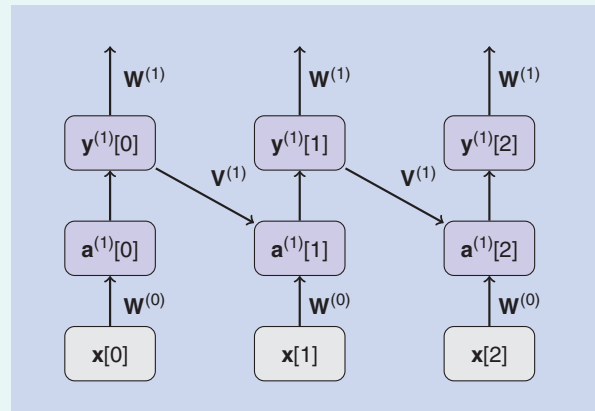 W⁽¹⁾ W⁽¹⁾ W⁽¹⁾
y⁽¹⁾[0] y⁽¹⁾[1] y⁽¹⁾[2]
V⁽¹⁾ V⁽¹⁾
a⁽¹⁾[0] a⁽¹⁾[1] a⁽¹⁾[2]
W⁽⁰⁾ W⁽⁰⁾ W⁽⁰⁾
x[0] x[1] x[2]